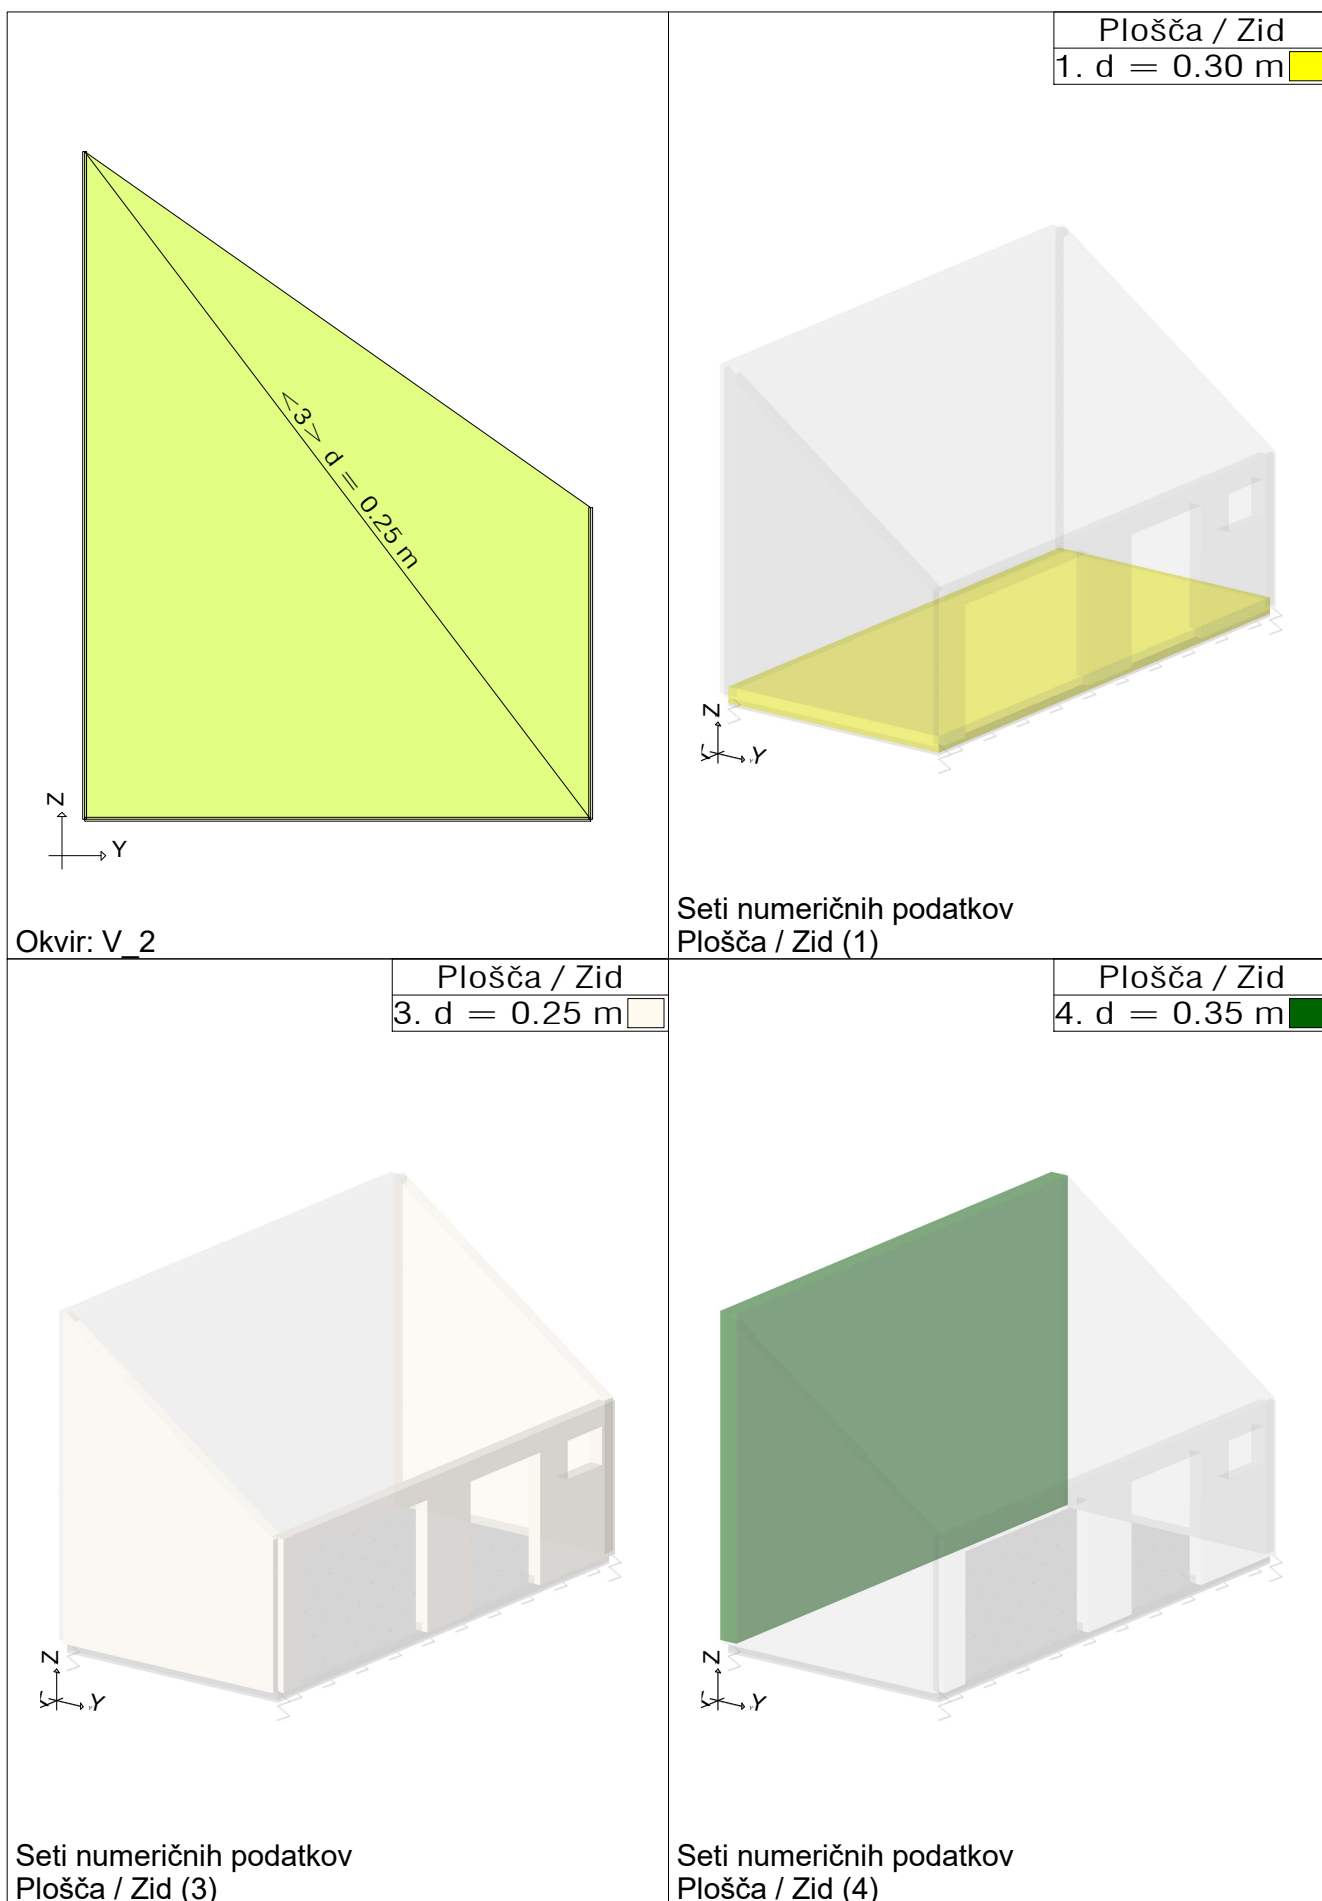 <3> d = 0.25 m
Z
Y
Okvir: V_2
Plošča / Zid
1. d = 0.30 m
Z
Y
Seti numeričnih podatkov
Plošča / Zid (1)
Plošča / Zid
3. d = 0.25 m
Z
Y
Seti numeričnih podatkov
Plošča / Zid (3)
Plošča / Zid
4. d = 0.35 m
Z
Y
Seti numeričnih podatkov
Plošča / Zid (4)